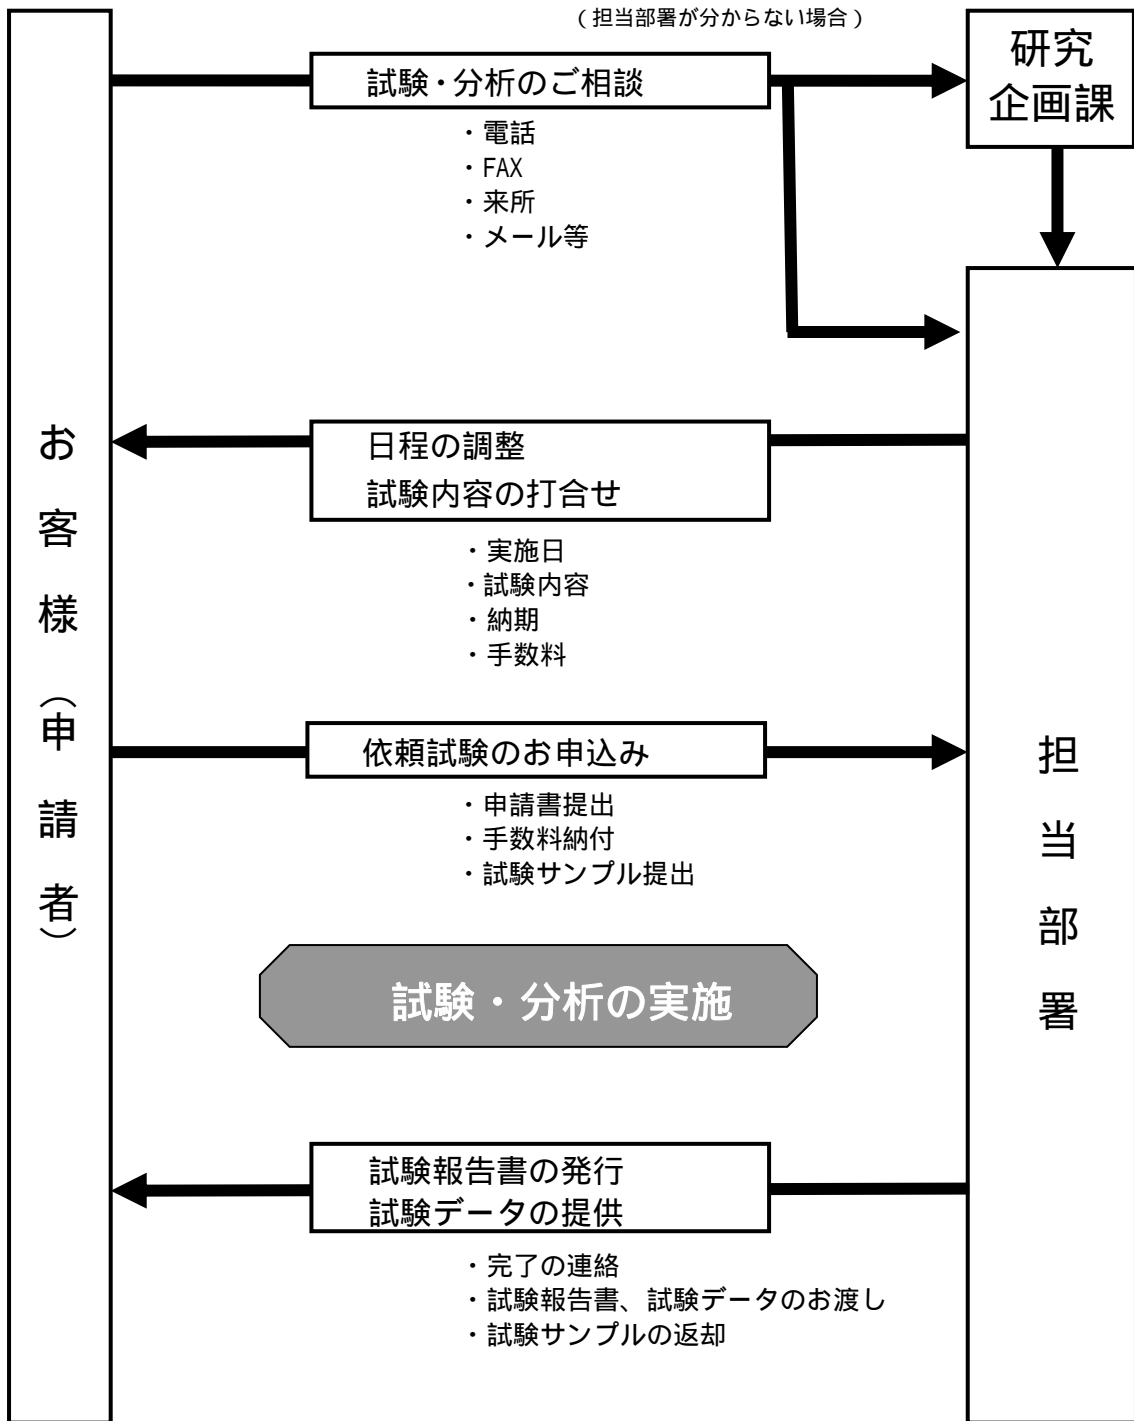 （担当部署が分からない場合）
研究
企画課
試験・分析のご相談
・電話
・FAX
・来所
・メール等
お客様（申請者）
日程の調整
試験内容の打合せ
・実施日
・試験内容
・納期
・手数料
依頼試験のお申込み
・申請書提出
・手数料納付
・試験サンプル提出
担当部署
試験・分析の実施
試験報告書の発行
試験データの提供
・完了の連絡
・試験報告書、試験データのお渡し
・試験サンプルの返却